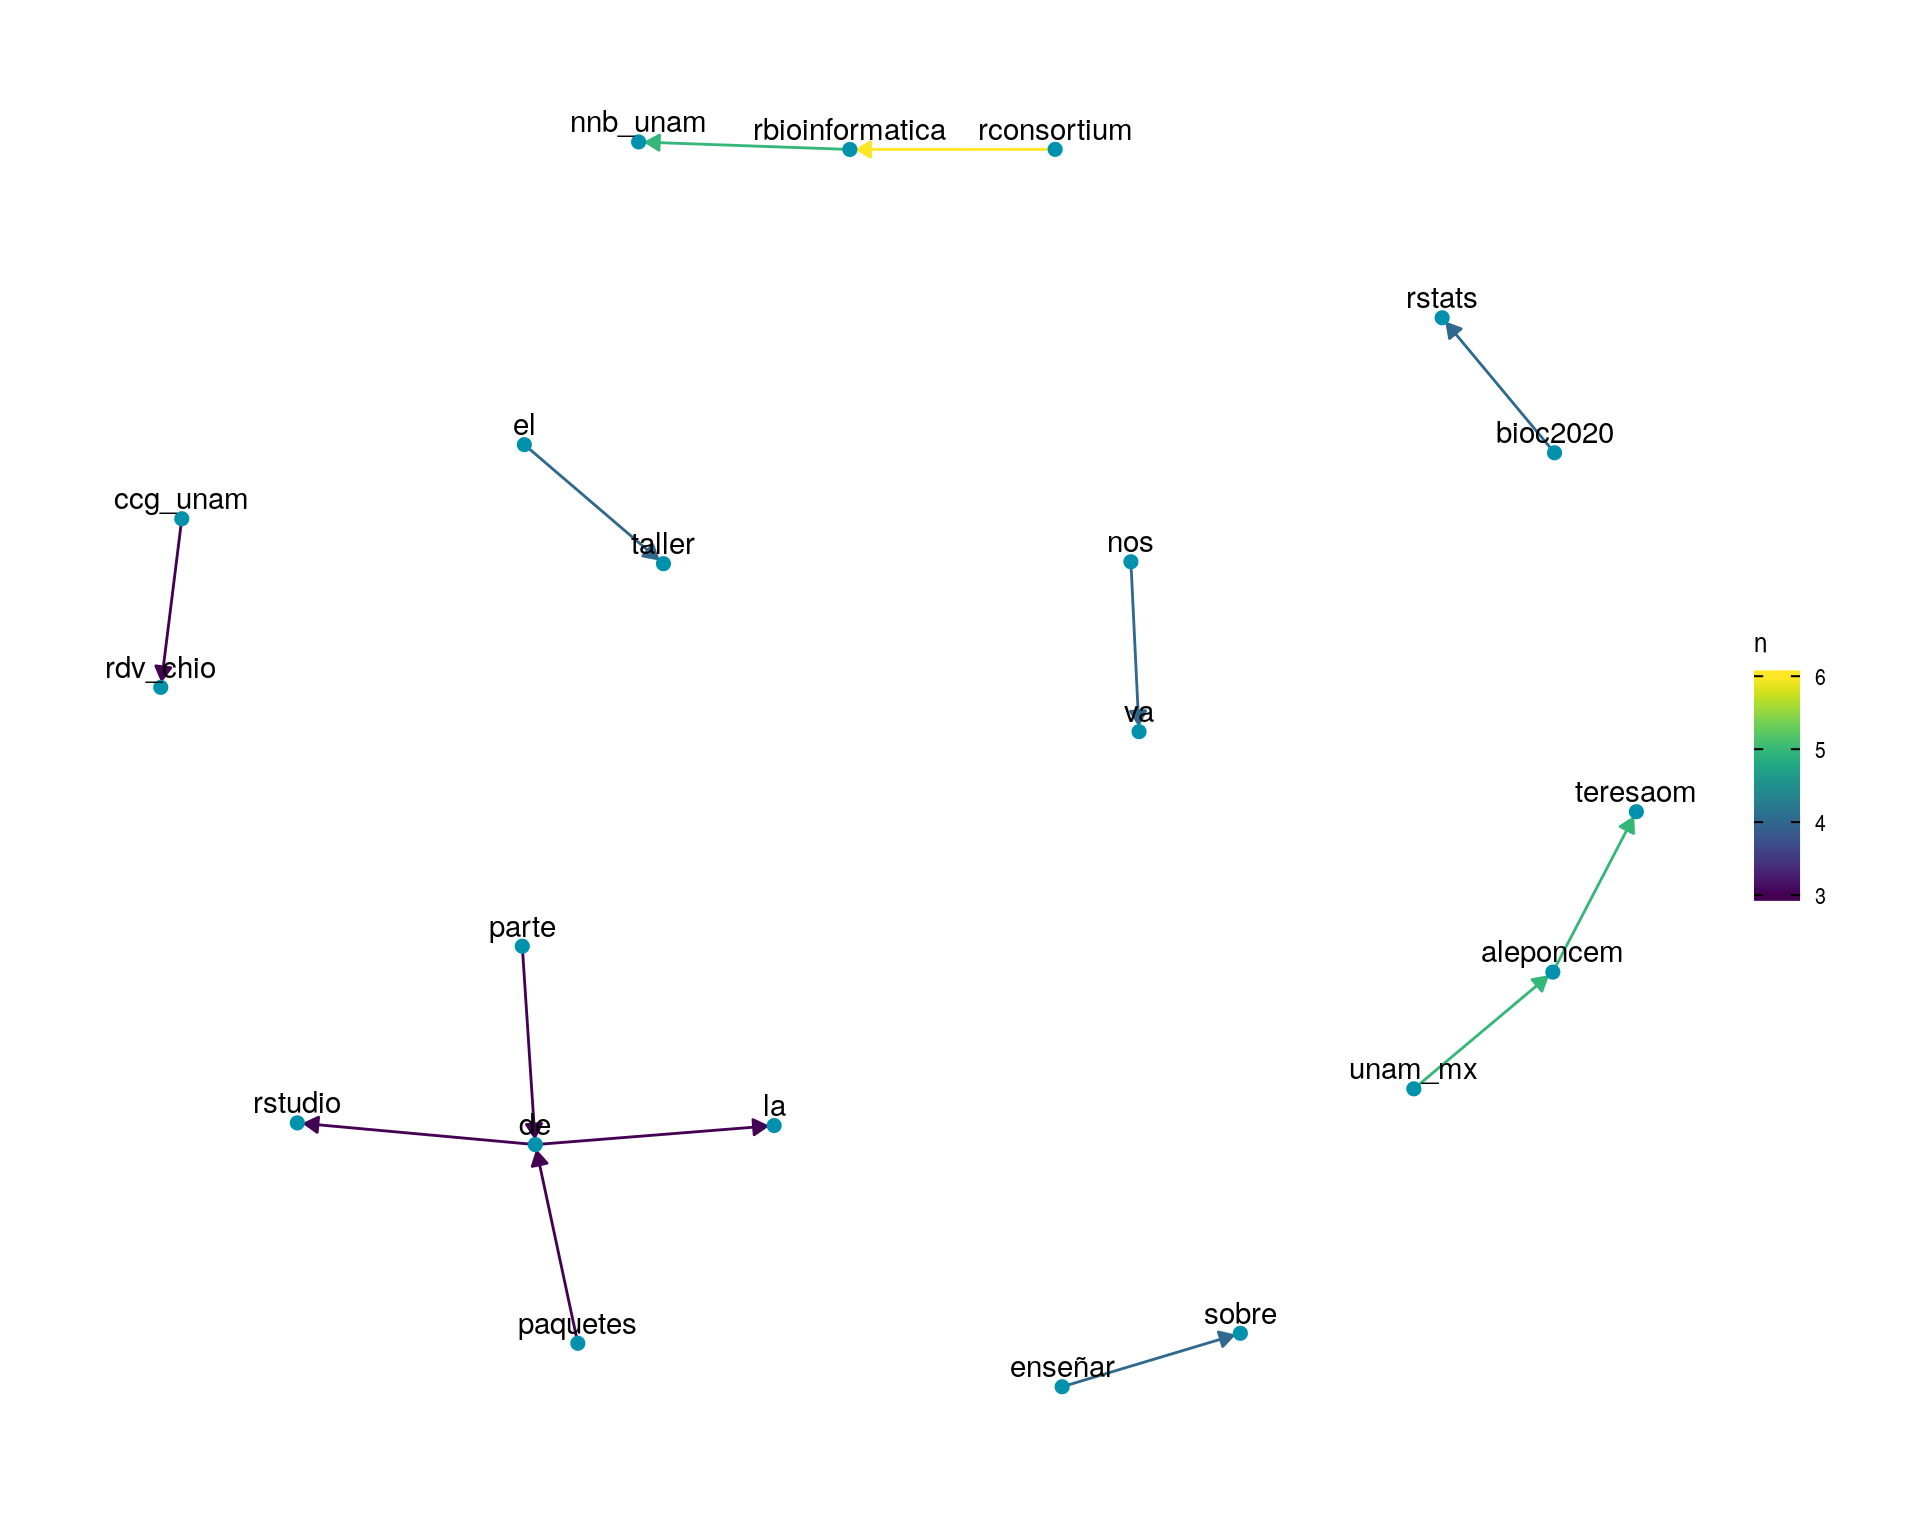 nnb_unam
rbioinformatica
rconsortium
rstats
el
bioc2020
ccg_unam
taller
nos
rdv_chio
va
n
6
5
4
3
teresaom
parte
aleponcem
unam_mx
rstudio
la
de
sobre
paquetes
enseñar